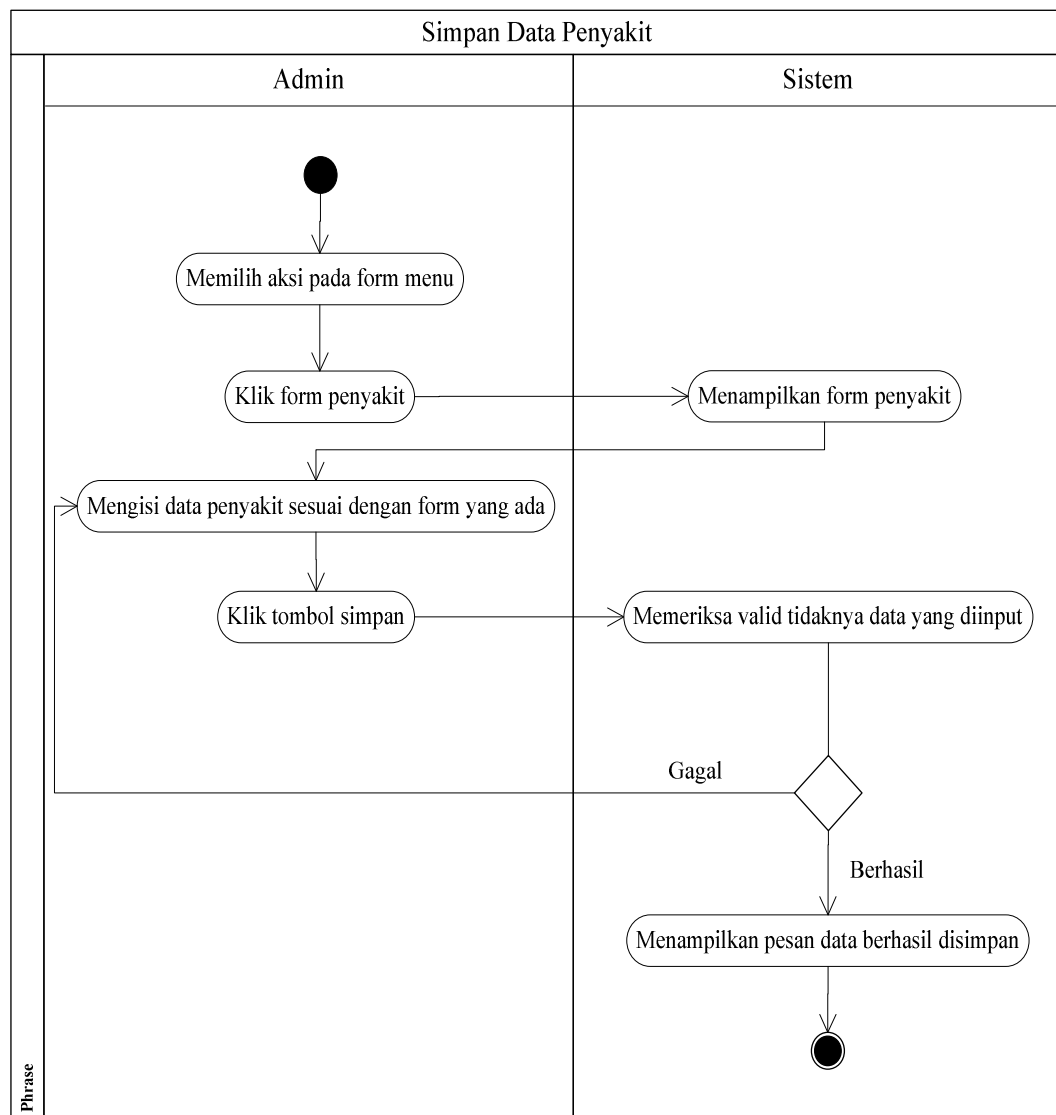 Simpan Data Penyakit
Admin
Sistem
Memilih aksi pada form menu
Klik form penyakit
Menampilkan form penyakit
Mengisi data penyakit sesuai dengan form yang ada
Klik tombol simpan
Memeriksa valid tidaknya data yang diinput
Gagal
Berhasil
Menampilkan pesan data berhasil disimpan
Phrase